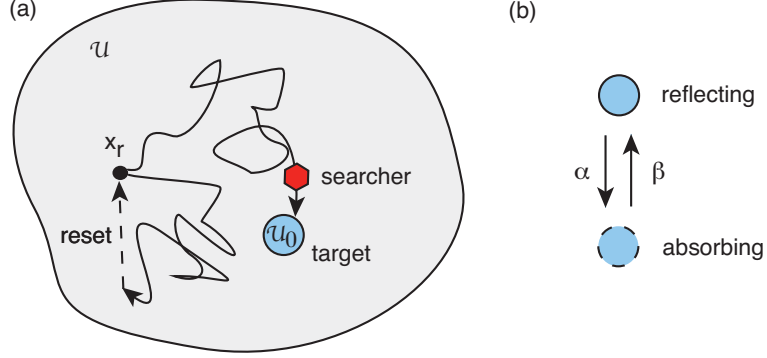 (a)
𝒰
x_r
reset
searcher
𝒰_0
target
(b)
reflecting
α
β
absorbing